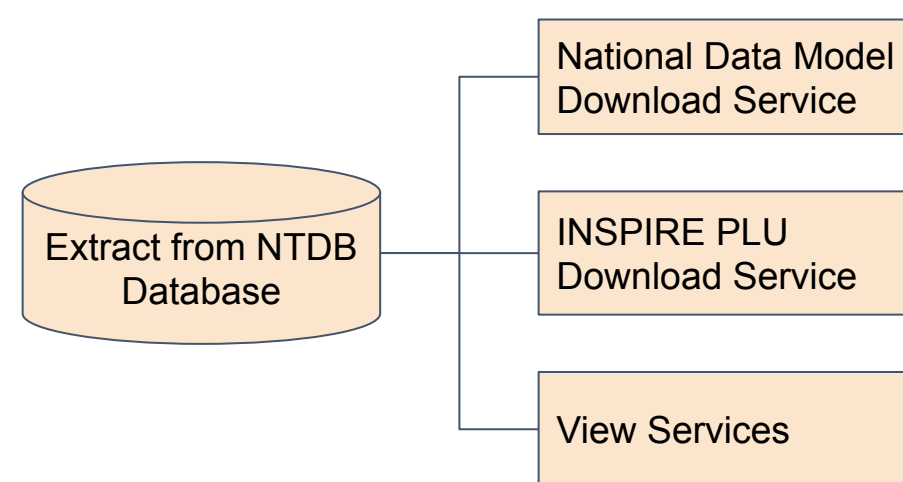 National Data Model
Download Service
Extract from NTDB
Database
INSPIRE PLU
Download Service
View Services